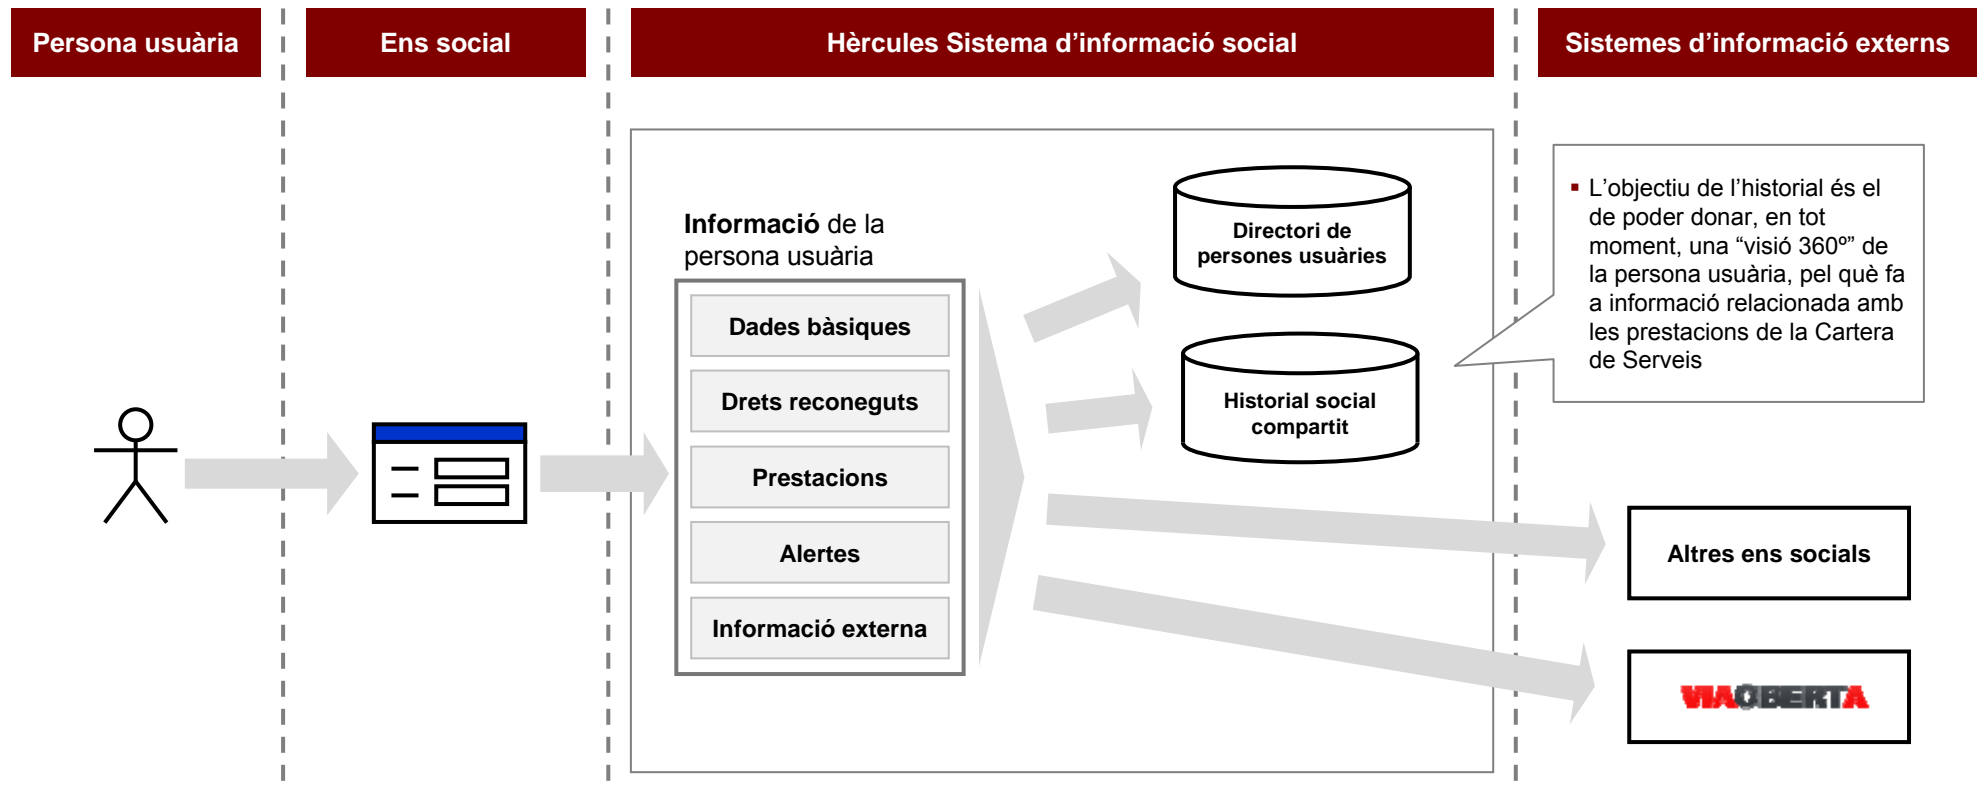 Persona usuària
Ens social
Hèrcules Sistema d’informació social
Sistemes d’informació externs
Informació de la
persona usuària
Dades bàsiques
Drets reconeguts
Prestacions
Alertes
Informació externa
Directori de
persones usuàries
Historial social
compartit
▪ L’objectiu de l’historial és el
de poder donar, en tot
moment, una “visió 360º” de
la persona usuària, pel què fa
a informació relacionada amb
les prestacions de la Cartera
de Serveis
Altres ens socials
VIAOBERTA